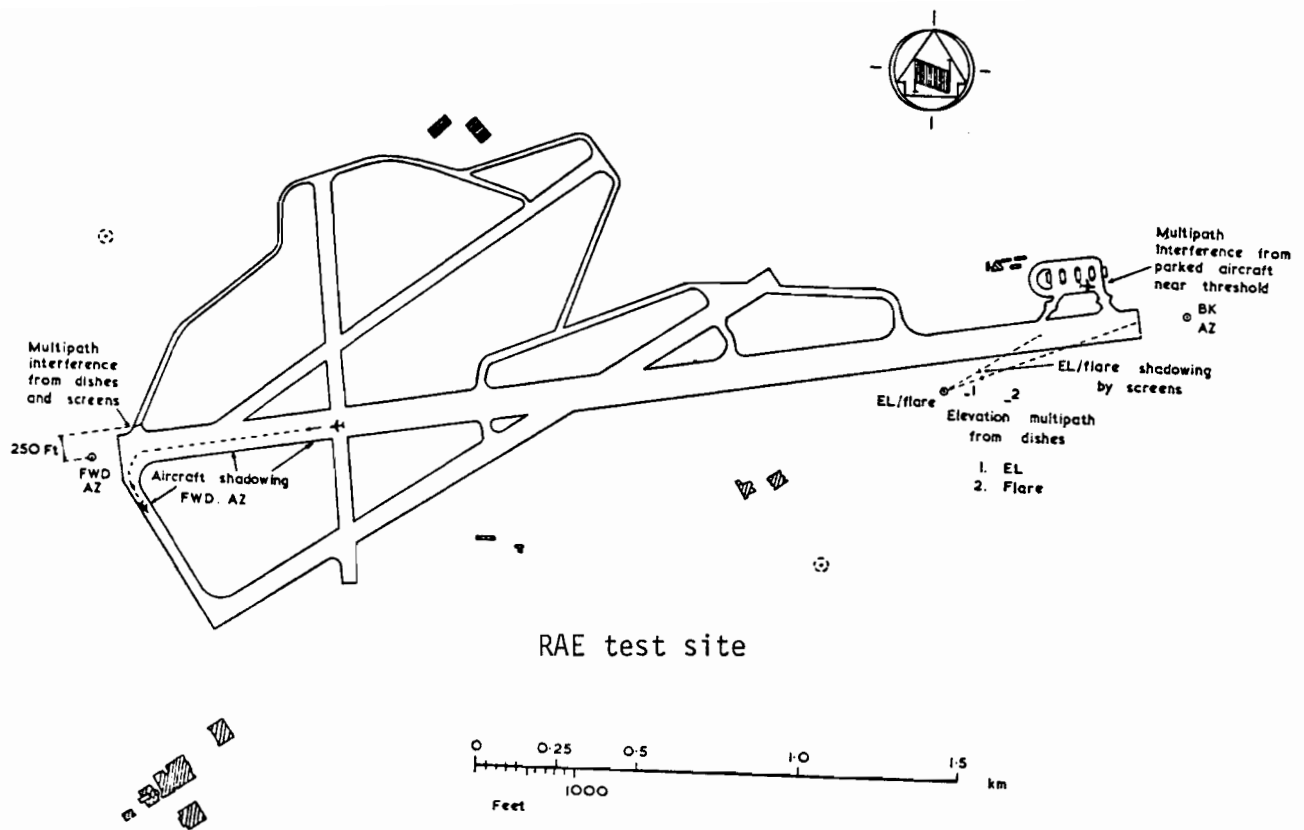 Multipath
Interference from
parked aircraft
near threshold
BK
AZ
Multipath
interference
from dishes
and screens
250 Ft
FWD
AZ
Aircraft shadowing
FWD. AZ
EL/flare shadowing
by screens
EL/flare
-1
-2
Elevation multipath
from dishes
1. EL
2. Flare
RAE test site
0
0·25
0·5
1·0
1·5
km
1000
Feet